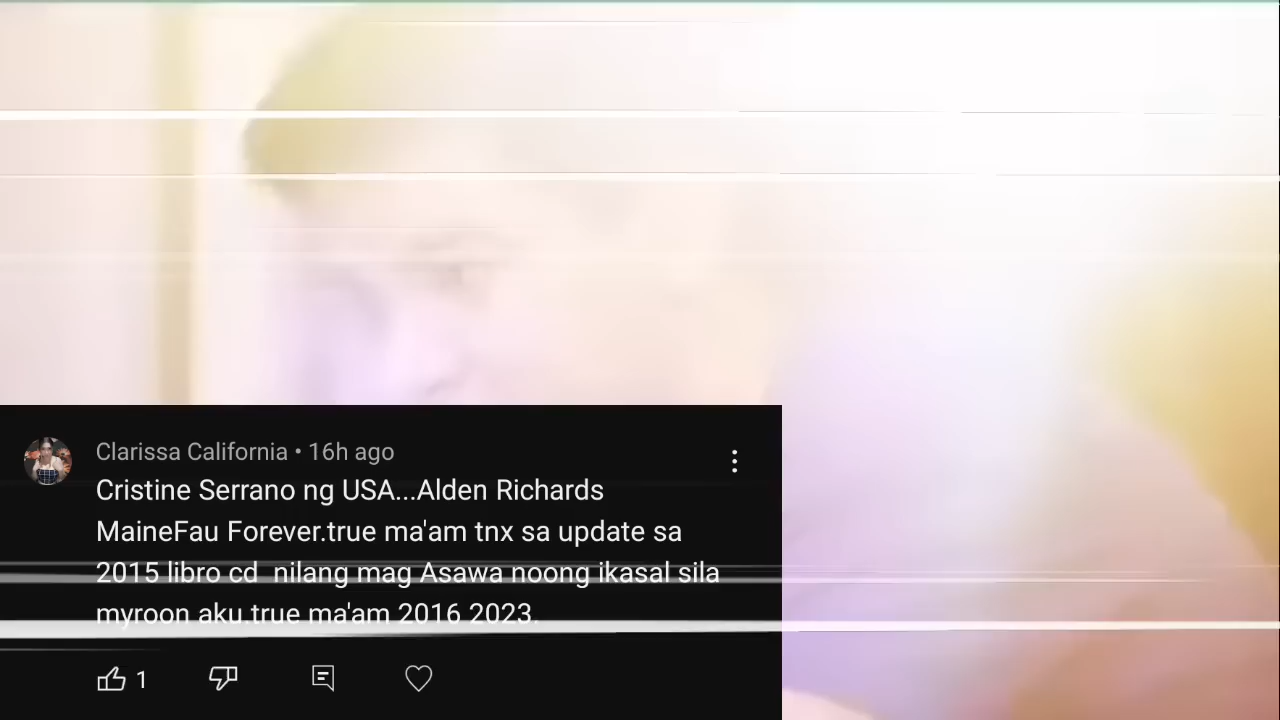 Clarissa California • 16h ago
Cristine Serrano ng USA...Alden Richards
MaineFau Forever.true ma'am tnx sa update sa
2015 libro cd  nilang mag Asawa noong ikasal sila
myroon aku.true ma'am 2016 2023.
1